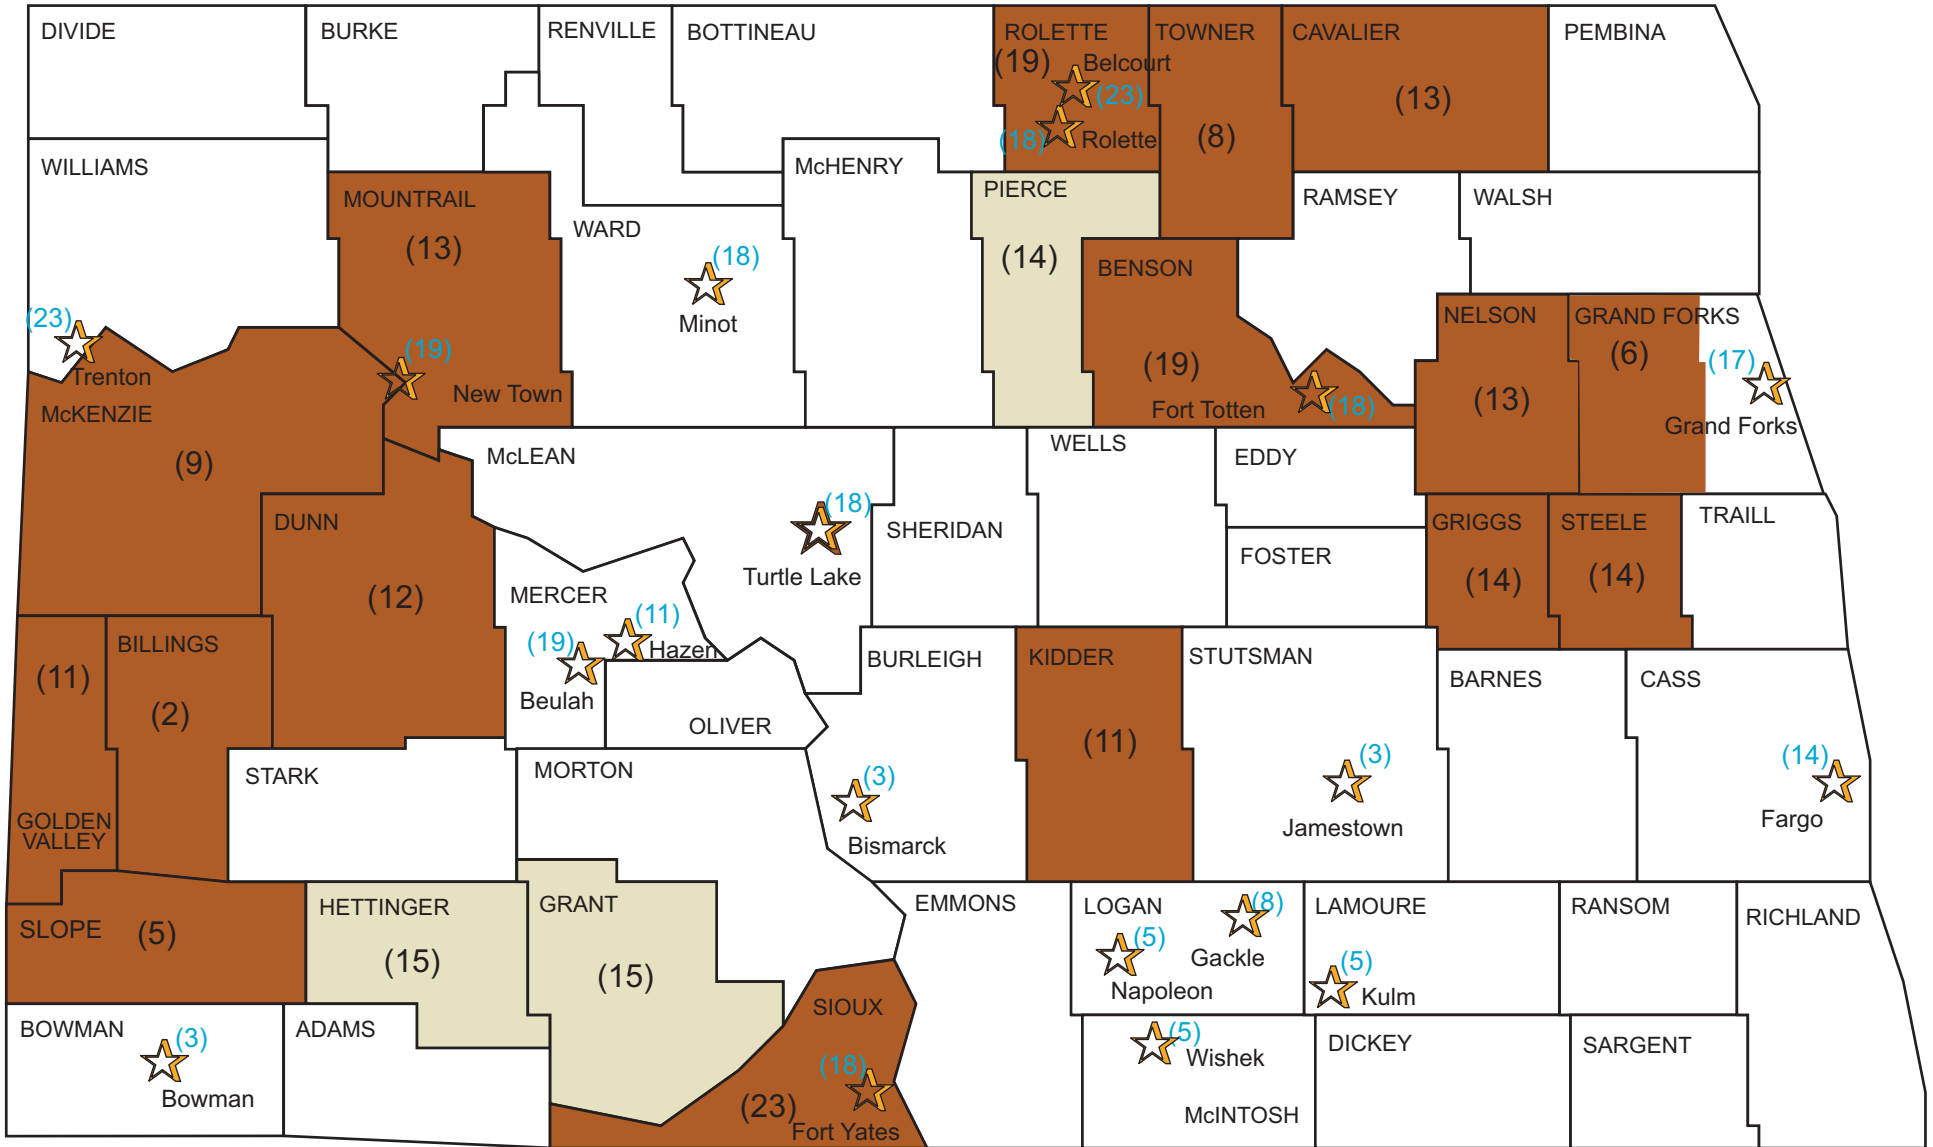 DIVIDE
BURKE
RENVILLE
BOTTINEAU
ROLETTE
(19)
Belcourt
(23)
(18)
Rolette
TOWNER
(8)
CAVALIER
(13)
PEMBINA
WILLIAMS
(23)
Trenton
MOUNTRAIL
(13)
(19)
New Town
WARD
(18)
Minot
McHENRY
PIERCE
(14)
BENSON
(19)
Fort Totten
(18)
RAMSEY
WALSH
NELSON
(13)
GRAND FORKS
(6)
(17)
Grand Forks
McKENZIE
(9)
DUNN
(12)
McLEAN
(18)
Turtle Lake
SHERIDAN
WELLS
EDDY
FOSTER
GRIGGS
(14)
STEELE
(14)
TRAILL
MERCER
(11)
Hazen
(19)
Beulah
OLIVER
(11)
GOLDEN
VALLEY
BILLINGS
(2)
STARK
MORTON
BURLEIGH
(3)
Bismarck
KIDDER
(11)
STUTSMAN
(3)
Jamestown
BARNES
CASS
(14)
Fargo
SLOPE
(5)
HETTINGER
(15)
GRANT
(15)
SIOUX
(18)
(23)
Fort Yates
EMMONS
LOGAN
(8)
Gackle
(5)
Napoleon
LAMOURE
(5)
Kulm
RANSOM
RICHLAND
BOWMAN
(3)
Bowman
ADAMS
(5)
Wishek
McINTOSH
DICKEY
SARGENT